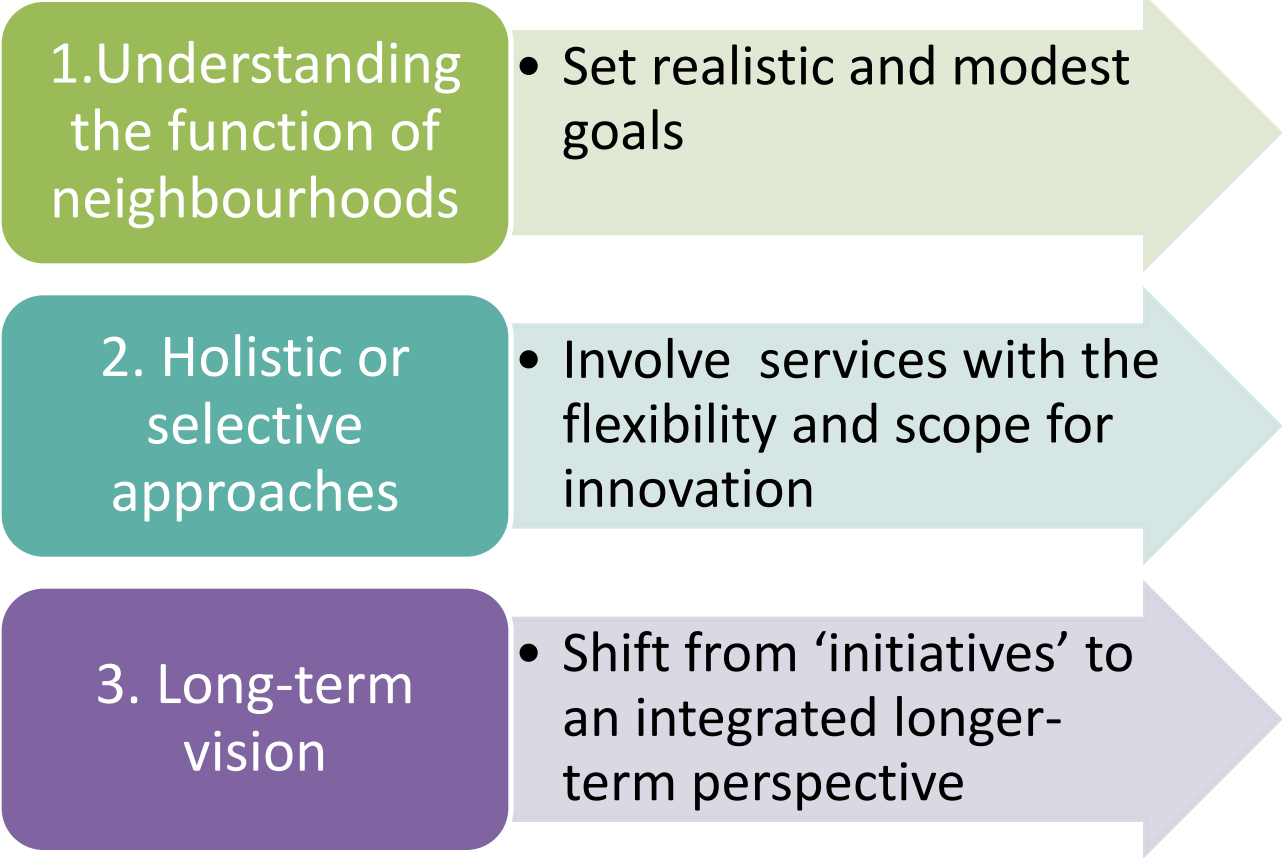 1.Understanding
the function of
neighbourhoods
• Set realistic and modest
goals
2. Holistic or
selective
approaches
• Involve  services with the
flexibility and scope for
innovation
3. Long-term
vision
• Shift from ‘initiatives’ to
an integrated longer-
term perspective